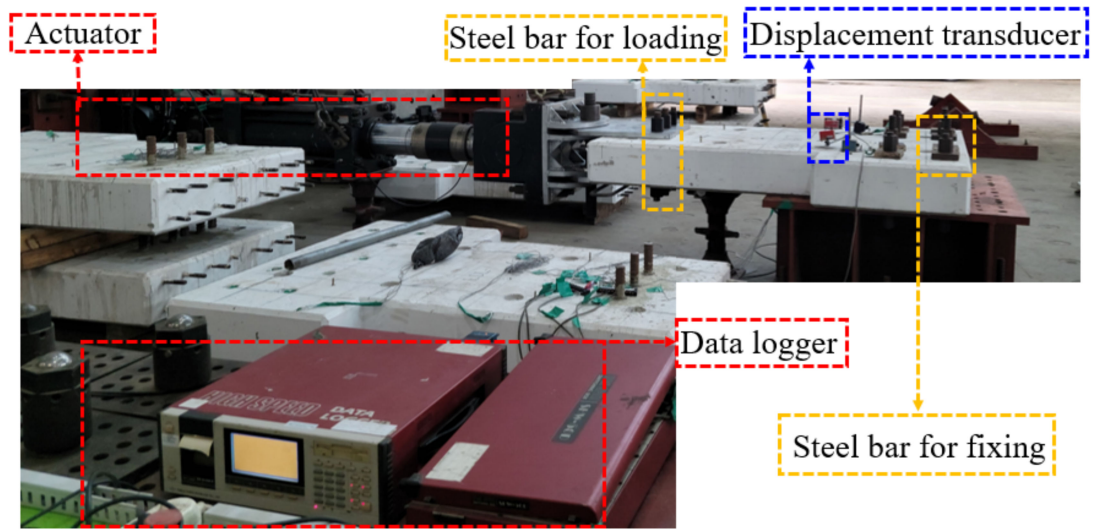 Actuator
Steel bar for loading
Displacement transducer
Data logger
HIGH SPEED
DATA
Steel bar for fixing